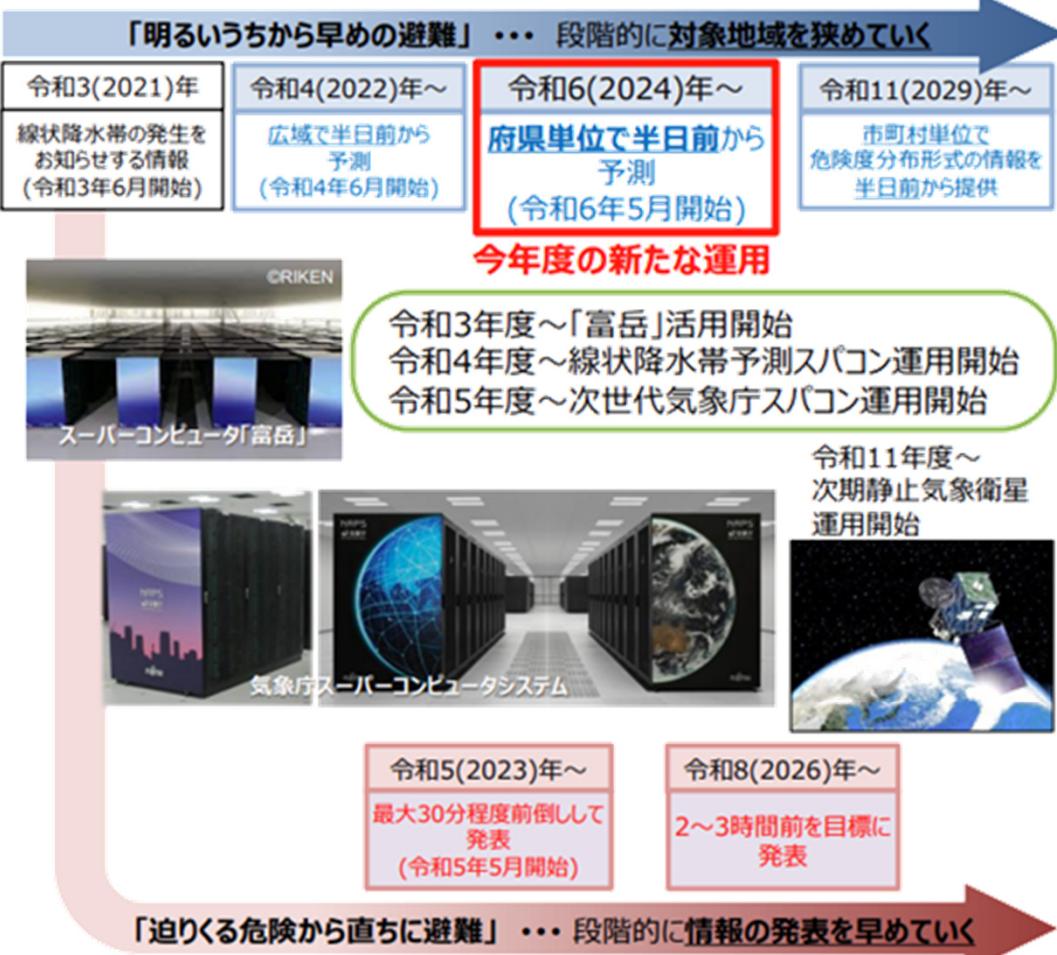 「明るいうちから早めの避難」 ・・・ 段階的に対象地域を狭めていく
令和3(2021)年
線状降水帯の発生を
お知らせする情報
(令和3年6月開始)
令和4(2022)年～
広域で半日前から
予測
(令和4年6月開始)
令和6(2024)年～
府県単位で半日前から
予測
(令和6年5月開始)
令和11(2029)年～
市町村単位で
危険度分布形式の情報を
半日前から提供
今年度の新たな運用
©RIKEN
スーパーコンピュータ「富岳」
令和3年度～「富岳」活用開始
令和4年度～線状降水帯予測スパコン運用開始
令和5年度～次世代気象庁スパコン運用開始
令和11年度～
次期静止気象衛星
運用開始
NAPS
気象庁
NAPS
気象庁
NAPS
気象庁
FUJITSU
気象庁スーパーコンピュータシステム
令和5(2023)年～
最大30分程度前倒しして
発表
(令和5年5月開始)
令和8(2026)年～
2～3時間前を目標に
発表
「迫りくる危険から直ちに避難」 ・・・ 段階的に情報の発表を早めていく